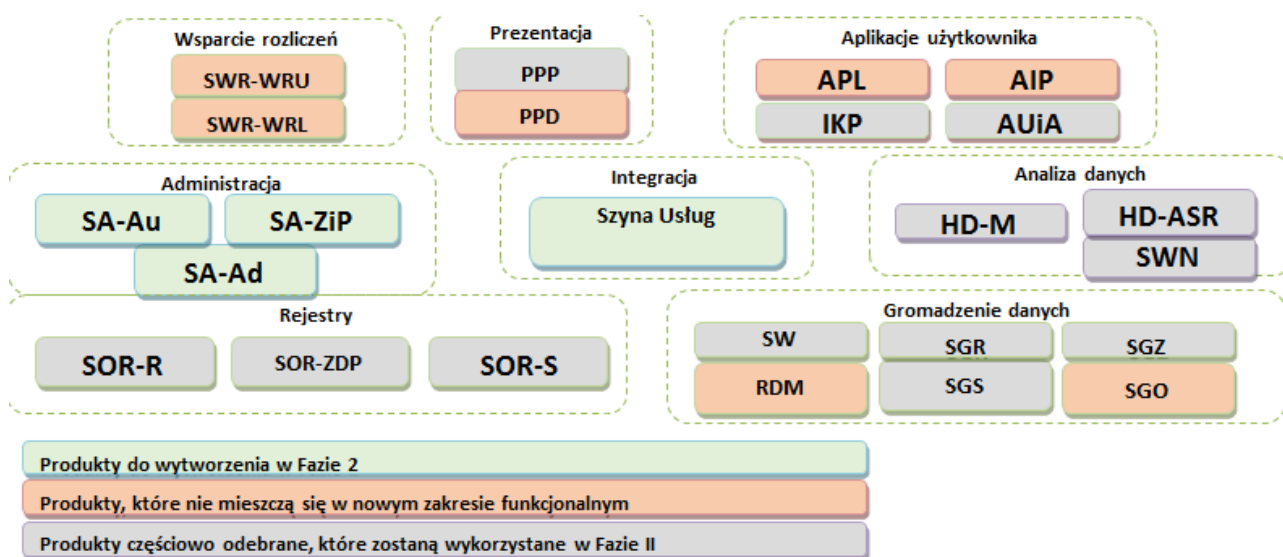 Wsparcie rozliczeń
SWR-WRU
SWR-WRL
Prezentacja
PPP
PPD
Aplikacje użytkownika
APL
AIP
IKP
AUiA
Administracja
SA-Au
SA-ZiP
SA-Ad
Integracja
Szyna Usług
Analiza danych
HD-M
HD-ASR
SWN
Rejestry
SOR-R
SOR-ZDP
SOR-S
Gromadzenie danych
SW
SGR
SGZ
RDM
SGS
SGO
Produkty do wytworzenia w Fazie 2
Produkty, które nie mieszczą się w nowym zakresie funkcjonalnym
Produkty częściowo odebrane, które zostaną wykorzystane w Fazie II